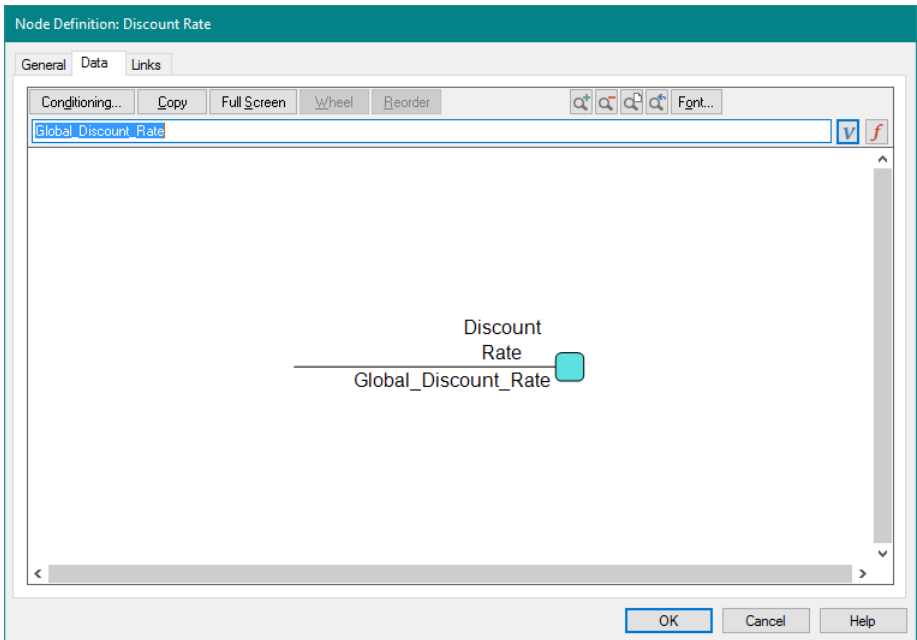 Node Definition: Discount Rate
General Data Links
Conditioning... Copy Full Screen Wheel Reorder Font...
Global_Discount_Rate V f
Discount
Rate
Global_Discount_Rate
OK Cancel Help